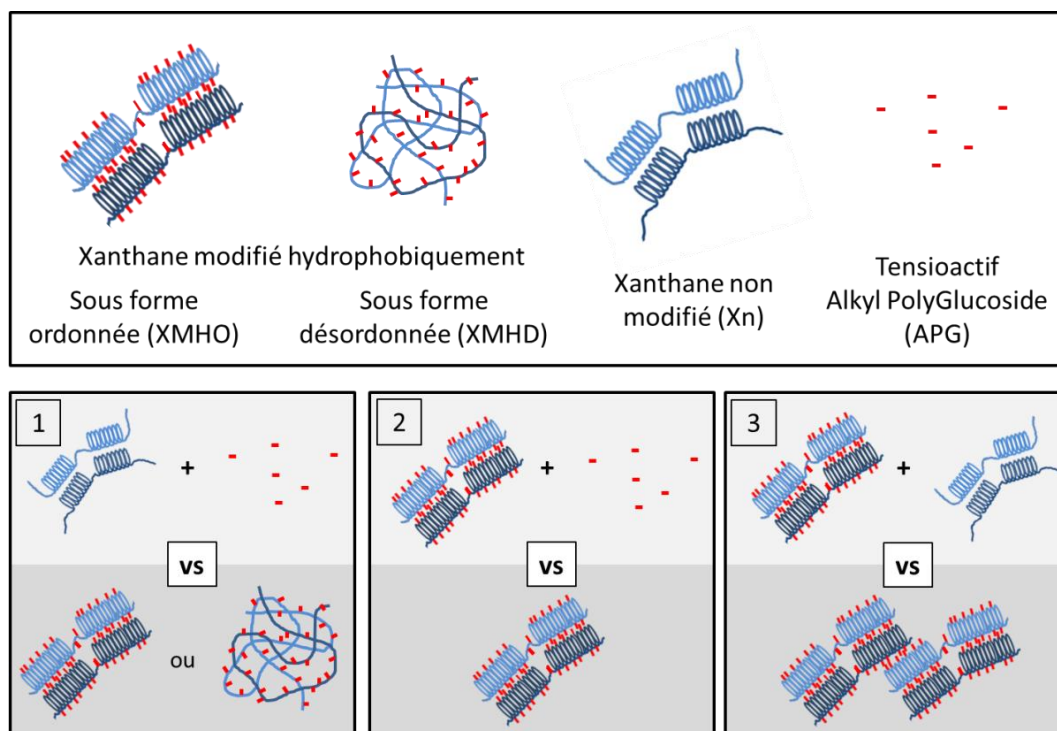 Xanthane modifié hydrophobiquement
Sous forme
ordonnée (XMHO)
Sous forme
désordonnée (XMHD)
Xanthane non
modifié (Xn)
Tensioactif
Alkyl PolyGlucoside
(APG)
1
+
vs
ou
2
+
vs
3
+
vs